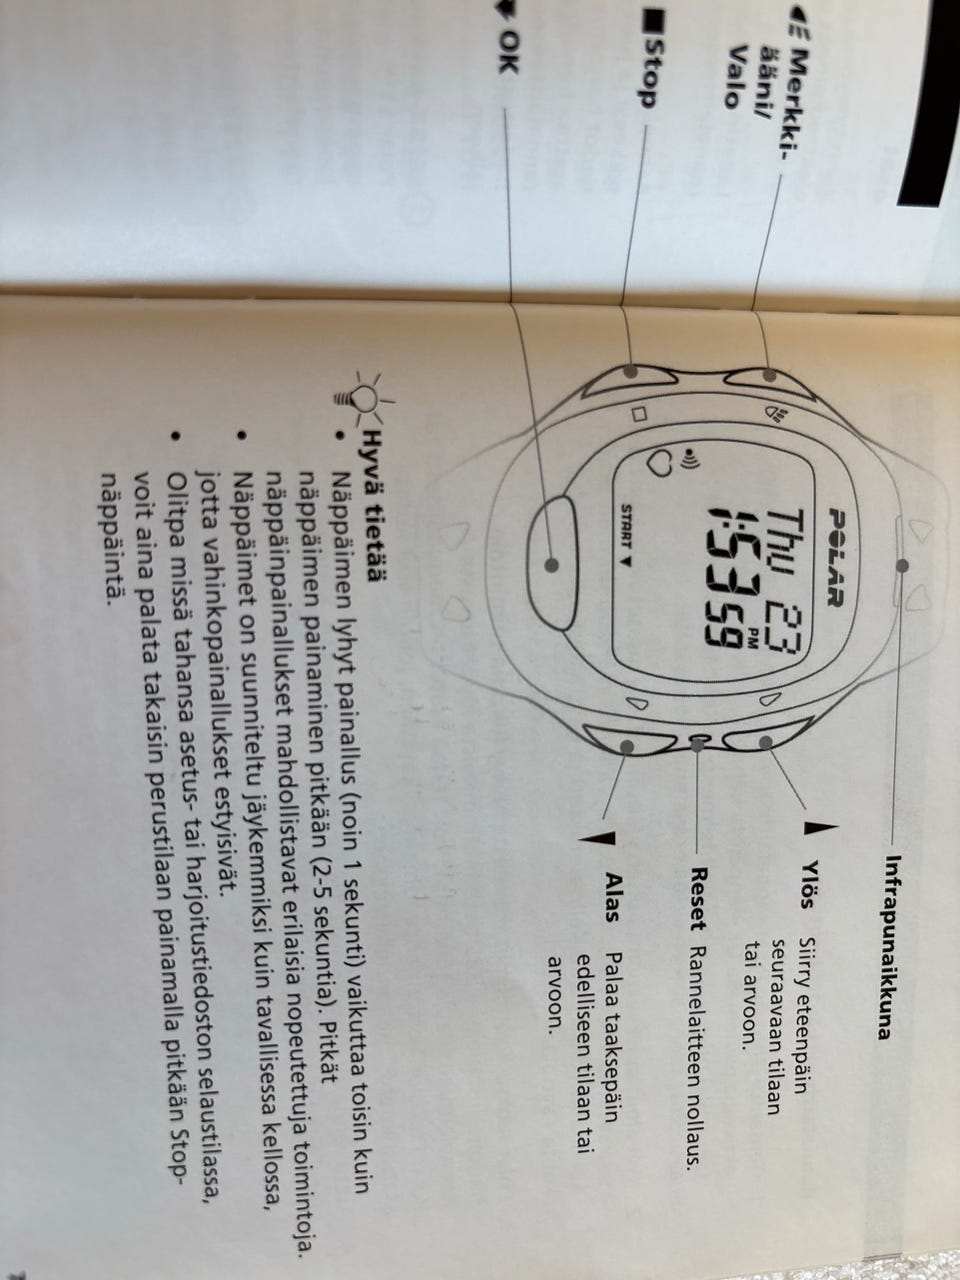 Merkki-
ääni/
Valo
Stop
OK
Infrapunaikkuna
POLAR
Thu 23
PM
1:53 59
START
Ylös Siirry eteenpäin
seuraavaan tilaan
tai arvoon.
Reset Rannelaitteen nollaus.
Alas Palaa taaksepäin
edelliseen tilaan tai
arvoon.
Hyvä tietää
• Näppäimen lyhyt painallus (noin 1 sekunti) vaikuttaa toisin kuin
näppäimen painaminen pitkään (2-5 sekuntia). Pitkät
näppäinpainallukset mahdollistavat erilaisia nopeutettuja toimintoja.
• Näppäimet on suunniteltu jäykemmiksi kuin tavallisessa kellossa,
jotta vahinkopainallukset estyisivät.
• Olitpa missä tahansa asetus- tai harjoitustiedoston selaustilassa,
voit aina palata takaisin perustilaan painamalla pitkään Stop-
näppäintä.